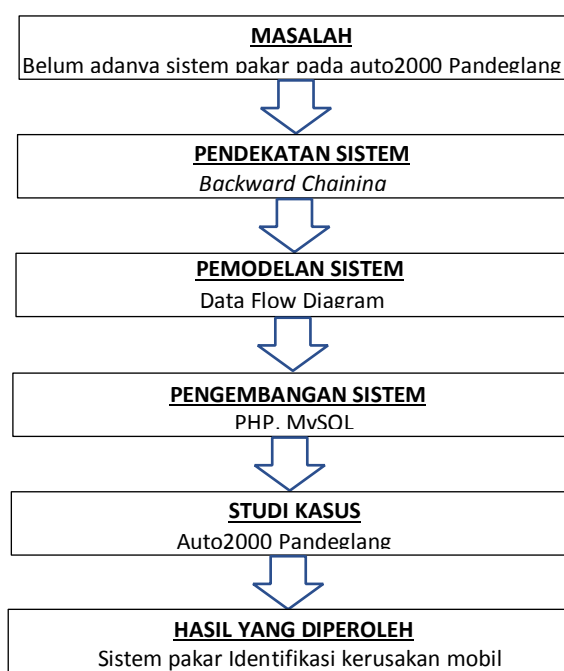 MASALAH
Belum adanya sistem pakar pada auto2000 Pandeglang
PENDEKATAN SISTEM
Backward Chaining
PEMODELAN SISTEM
Data Flow Diagram
PENGEMBANGAN SISTEM
PHP, MySQL
STUDI KASUS
Auto2000 Pandeglang
HASIL YANG DIPEROLEH
Sistem pakar Identifikasi kerusakan mobil